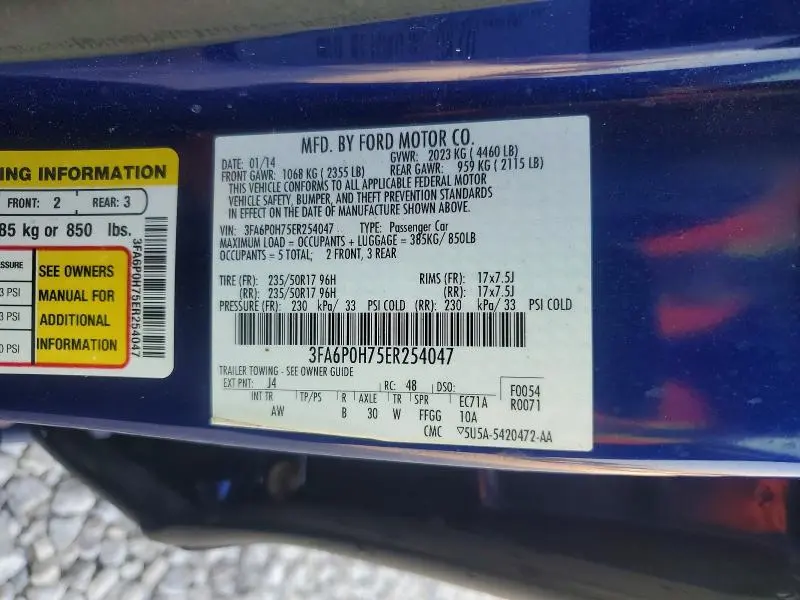 NG INFORMATION
FRONT: 2 REAR: 3
85 kg or 850 lbs.
SSURE
3 PSI
3 PSI
0 PSI
SEE OWNERS
MANUAL FOR
ADDITIONAL
INFORMATION
3FA6P0H75ER254047
MFD. BY FORD MOTOR CO.
DATE: 01/14 GVWR: 2023 KG ( 4460 LB)
FRONT GAWR: 1068 KG ( 2355 LB) REAR GAWR: 959 KG ( 2115 LB)
THIS VEHICLE CONFORMS TO ALL APPLICABLE FEDERAL MOTOR
VEHICLE SAFETY, BUMPER, AND THEFT PREVENTION STANDARDS
IN EFFECT ON THE DATE OF MANUFACTURE SHOWN ABOVE.
VIN: 3FA6P0H75ER254047 TYPE: Passenger Car
MAXIMUM LOAD = OCCUPANTS + LUGGAGE = 385KG/ 850LB
OCCUPANTS = 5 TOTAL; 2 FRONT, 3 REAR
TIRE (FR): 235/50R17 96H RIMS (FR): 17x7.5J
(RR): 235/50R17 96H (RR): 17x7.5J
PRESSURE (FR): 230 kPa/ 33 PSI COLD (RR): 230 kPa/ 33 PSI COLD
3FA6P0H75ER254047
TRAILER TOWING - SEE OWNER GUIDE
EXT PNT: J4 RC: 48 DSO: F0054
INT TR TP/PS R AXLE TR SPR EC71A R0071
AW B 30 W FFGG 10A
CMC ▽5U5A-5420472-AA